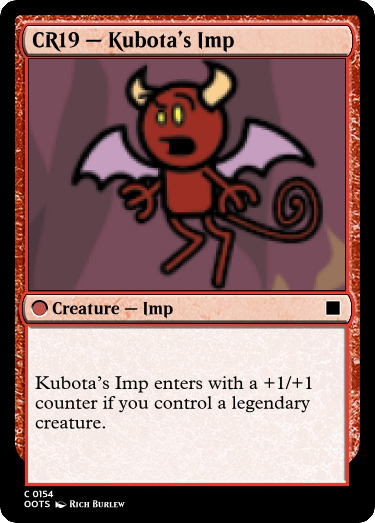 CR19 — Kubota's Imp
Creature — Imp
Kubota's Imp enters with a +1/+1
counter if you control a legendary
creature.
C 0154
OOTS Rich Burlew